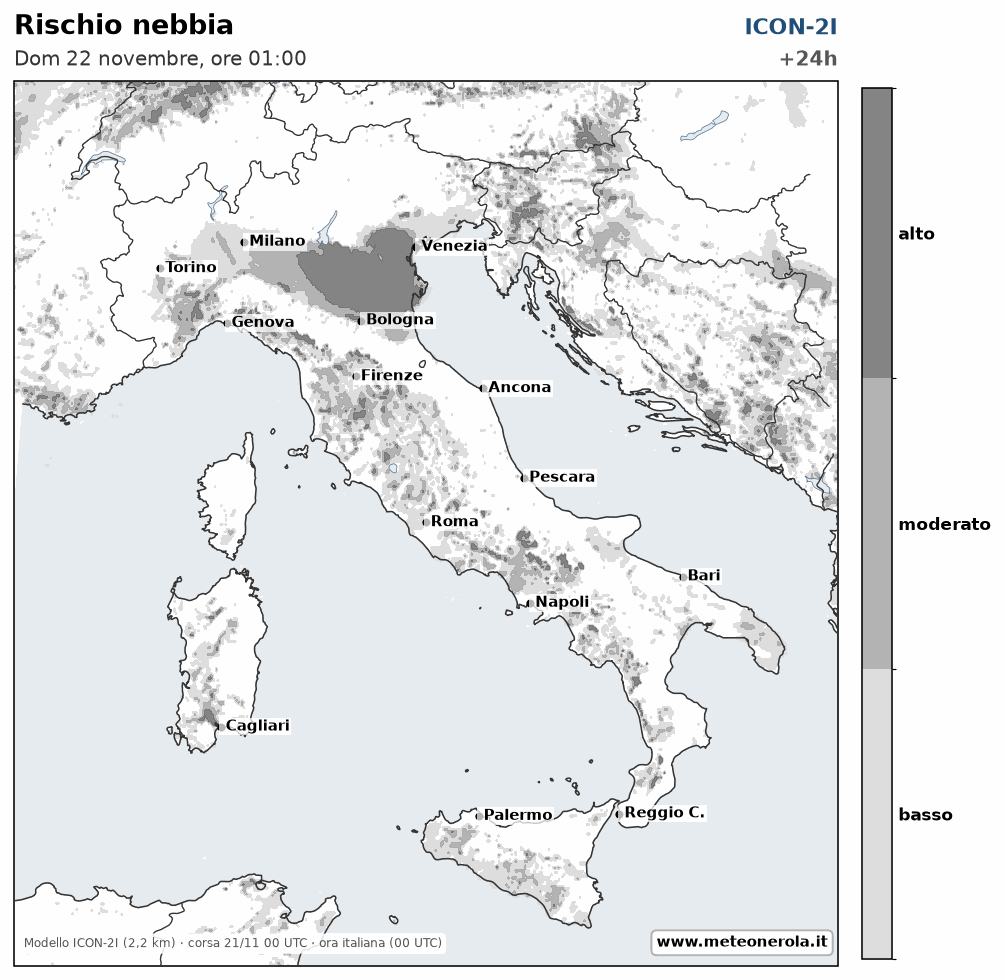 Rischio nebbia
ICON-2I
Dom 22 novembre, ore 01:00
+24h
alto
moderato
basso
Milano
Venezia
Torino
Genova
Bologna
Firenze
Ancona
Pescara
Roma
Bari
Napoli
Cagliari
Palermo
Reggio C.
Modello ICON-2I (2,2 km) · corsa 21/11 00 UTC · ora italiana (00 UTC)
www.meteonerola.it